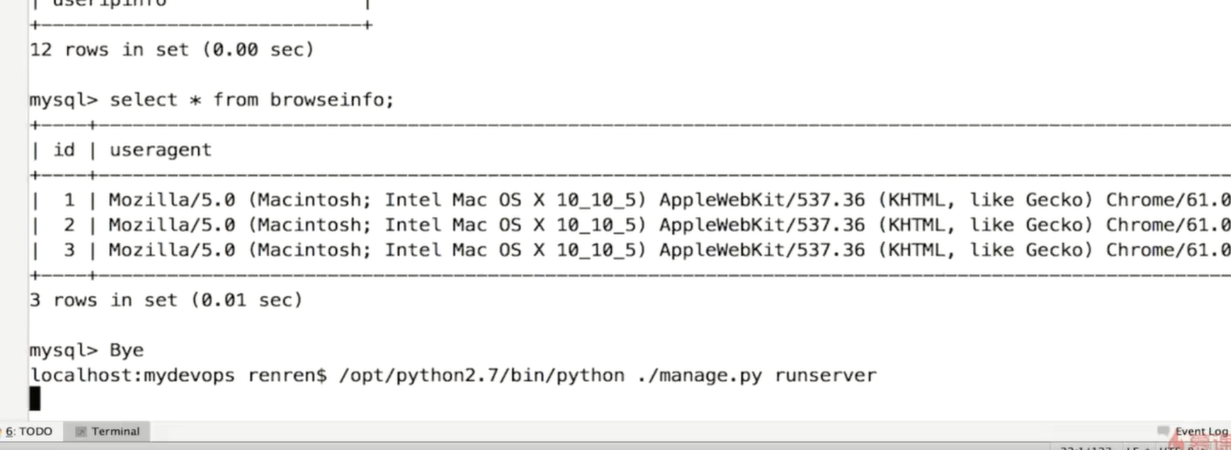 | useripinfo |
+----------------------------+
12 rows in set (0.00 sec)
mysql> select * from browseinfo;
| id | useragent
| 1 | Mozilla/5.0 (Macintosh; Intel Mac OS X 10_10_5) AppleWebKit/537.36 (KHTML, like Gecko) Chrome/61.0
| 2 | Mozilla/5.0 (Macintosh; Intel Mac OS X 10_10_5) AppleWebKit/537.36 (KHTML, like Gecko) Chrome/61.0
| 3 | Mozilla/5.0 (Macintosh; Intel Mac OS X 10_10_5) AppleWebKit/537.36 (KHTML, like Gecko) Chrome/61.0
3 rows in set (0.01 sec)
mysql> Bye
localhost:mydevops renren$ /opt/python2.7/bin/python ./manage.py runserver
6: TODO Terminal Event Log